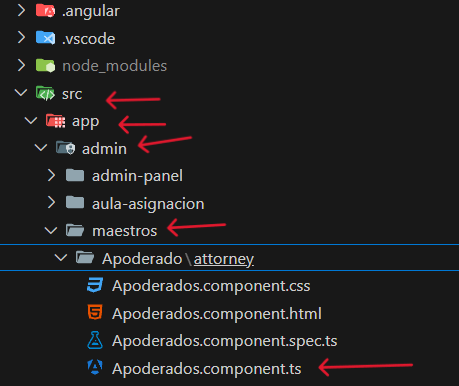 .angular
.vscode
node_modules
src
app
admin
admin-panel
aula-asignacion
maestros
Apoderado\attorney
Apoderados.component.css
Apoderados.component.html
Apoderados.component.spec.ts
Apoderados.component.ts